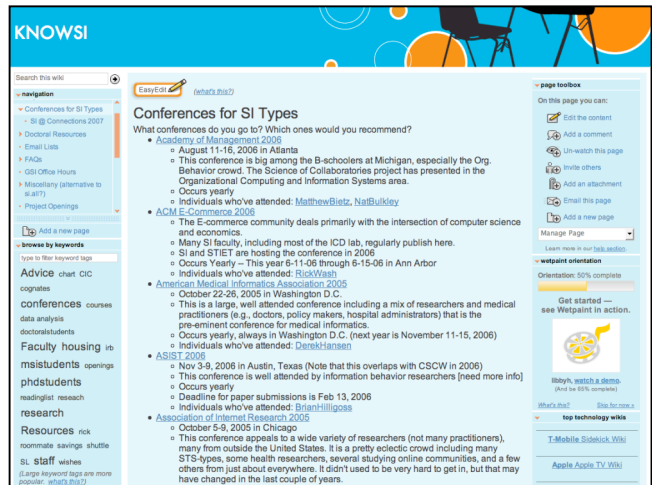 KNOWSI
Search this wiki
navigation
Conferences for SI Types
SI @ Connections 2007
Doctoral Resources
Email Lists
FAQs
GSI Office Hours
Miscellany (alternative to
si.all?)
Project Openings
Add a new page
browse by keywords
type to filter keyword tags
Advice chart CIC
cognates
conferences courses
data analysis
doctoralstudents
Faculty housing irb
msistudents openings
phdstudents
readinglist reseach
research
Resources rick
roommate savings shuttle
SL staff wishes
(Large keyword tags are more
popular. what's this?)
EasyEdit (what's this?)
Conferences for SI Types
What conferences do you go to? Which ones would you recommend?
• Academy of Management 2006
August 11-16, 2006 in Atlanta
This conference is big among the B-schoolers at Michigan, especially the Org.
Behavior crowd. The Science of Collaboratories project has presented in the
Organizational Computing and Information Systems area.
Occurs yearly
Individuals who've attended: MatthewBietz, NatBulkley
• ACM E-Commerce 2006
The E-commerce community deals primarily with the intersection of computer science
and economics.
Many SI faculty, including most of the ICD lab, regularly publish here.
SI and STIET are hosting the conference in 2006
Occurs Yearly -- This year 6-11-06 through 6-15-06 in Ann Arbor
Individuals who've attended: RickWash
• American Medical Informatics Association 2005
October 22-26, 2005 in Washington D.C.
This is a large, well attended conference including a mix of researchers and medical
practitioners (e.g., doctors, policy makers, hospital administrators) that is the
pre-eminent conference for medical informatics.
Occurs yearly, always in Washington D.C. (next year is November 11-15, 2006)
Individuals who've attended: DerekHansen
• ASIST 2006
Nov 3-9, 2006 in Austin, Texas (Note that this overlaps with CSCW in 2006)
This conference is well attended by information behavior researchers [need more info]
Occurs yearly
Deadline for paper submissions is Feb 13, 2006
Individuals who've attended: BrianHilligoss
• Association of Internet Research 2005
October 5-9, 2005 in Chicago
This conference appeals to a wide variety of researchers (not many practitioners),
many from outside the United States. It is a pretty eclectic crowd including many
STS-types, some health researchers, several studying online communities, and a few
others from just about everywhere. It didn't used to be very hard to get in, but that may
have changed in the last couple of years.
page toolbox
On this page you can:
Edit the content
Add a comment
Un-watch this page
Invite others
Add an attachment
Email this page
Add a new page
Manage Page
Learn more in our help section.
wetpaint orientation
Orientation: 50% complete
Get started —
see Wetpaint in action.
libbyh, watch a demo.
(And be 65% complete)
What's this? Skip for now »
top technology wikis
T-Mobile Sidekick Wiki
Apple Apple TV Wiki